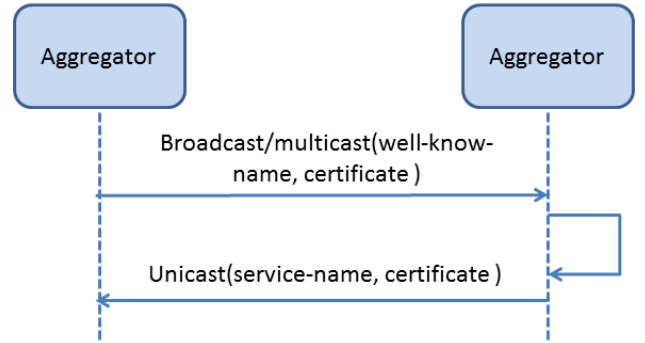 Aggregator
Aggregator
Broadcast/multicast(well-know-
name, certificate )
Unicast(service-name, certificate )